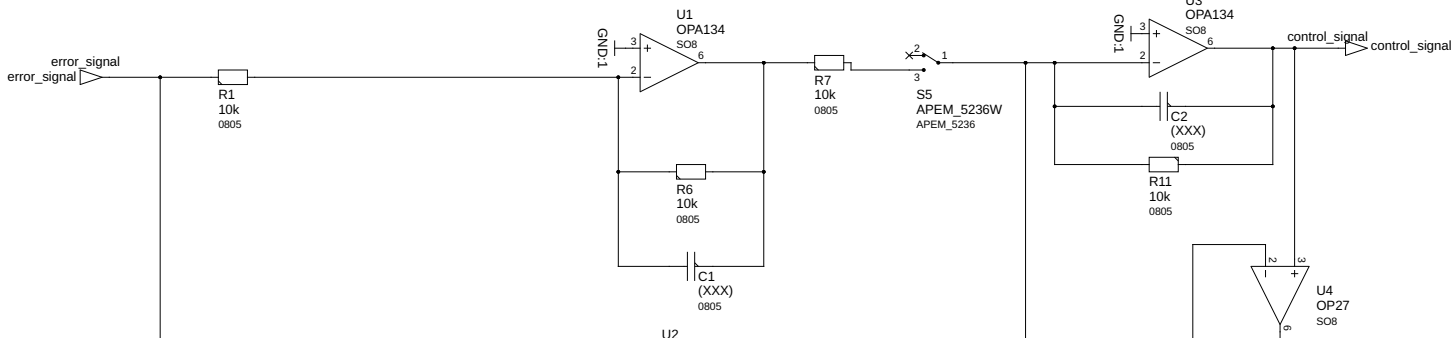 error_signal
error_signal
R1
10k
0805
GND:1
3
2
6
+
−
U1
OPA134
SO8
R6
10k
0805
C1
(XXX)
0805
U2
R7
10k
0805
2
1
3
S5
APEM_5236W
APEM_5236
GND:1
3
2
6
+
−
U3
OPA134
SO8
C2
(XXX)
0805
R11
10k
0805
control_signal
control_signal
2
3
−
+
6
U4
OP27
SO8